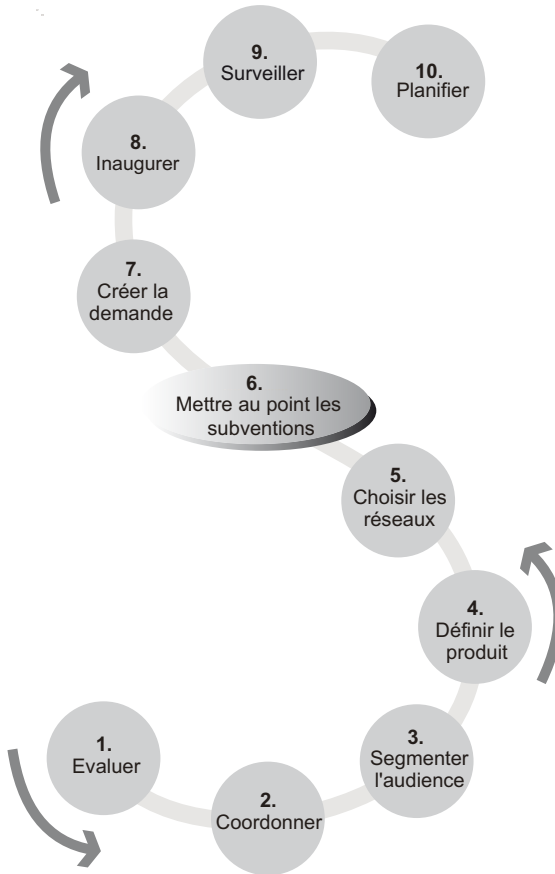 1.
Evaluer
2.
Coordonner
3.
Segmenter
l'audience
4.
Définir le
produit
5.
Choisir les
réseaux
6.
Mettre au point les
subventions
7.
Créer la
demande
8.
Inaugurer
9.
Surveiller
10.
Planifier